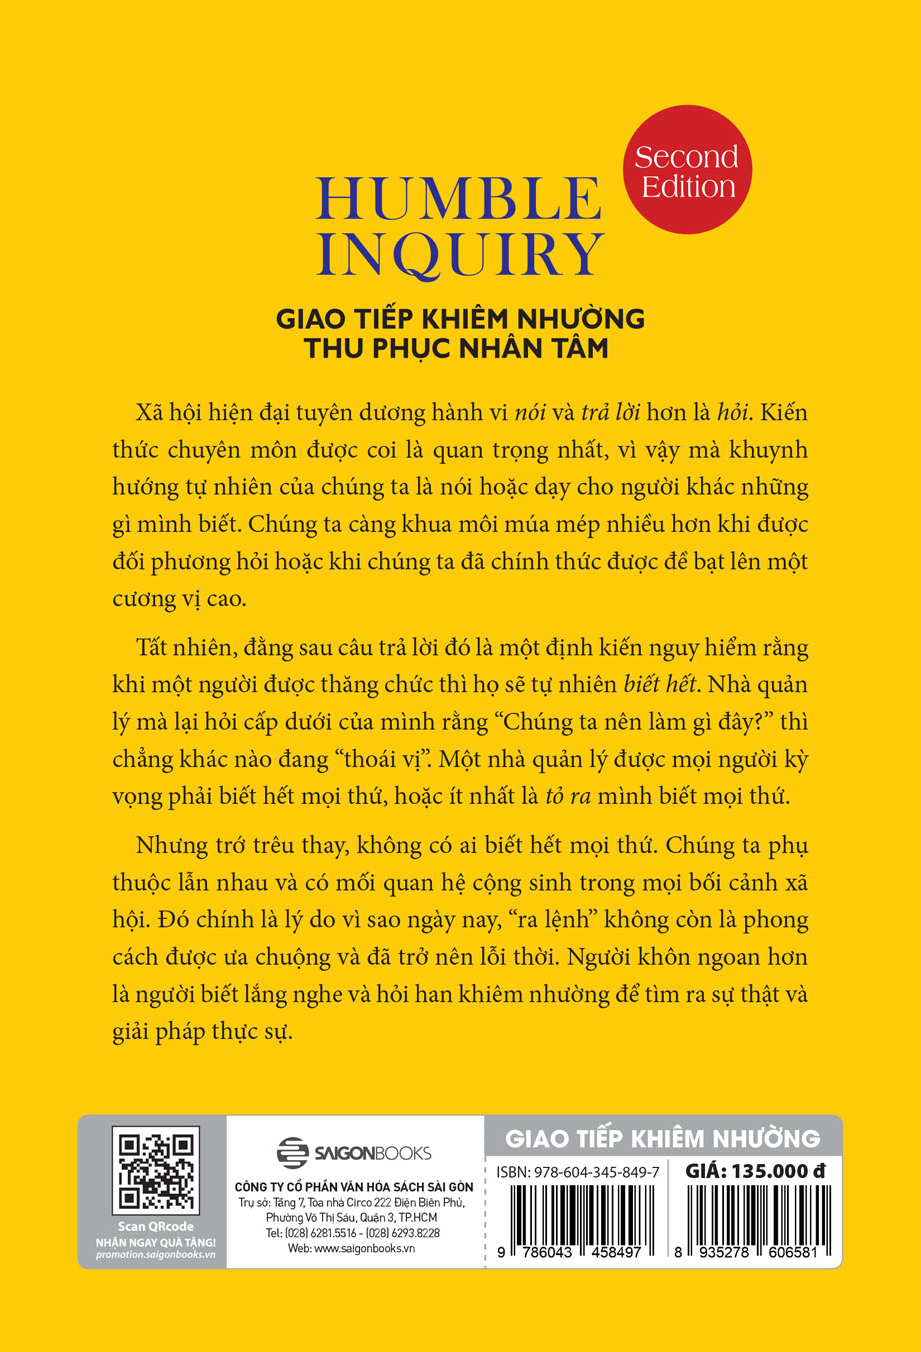 Second
Edition
HUMBLE
INQUIRY
GIAO TIẾP KHIÊM NHƯỜNG
THU PHỤC NHÂN TÂM
Xã hội hiện đại tuyên dương hành vi nói và trả lời hơn là hỏi. Kiến
thức chuyên môn được coi là quan trọng nhất, vì vậy mà khuynh
hướng tự nhiên của chúng ta là nói hoặc dạy cho người khác những
gì mình biết. Chúng ta càng khua môi múa mép nhiều hơn khi được
đối phương hỏi hoặc khi chúng ta đã chính thức được đề bạt lên một
cương vị cao.
Tất nhiên, đằng sau câu trả lời đó là một định kiến nguy hiểm rằng
khi một người được thăng chức thì họ sẽ tự nhiên biết hết. Nhà quản
lý mà lại hỏi cấp dưới của mình rằng “Chúng ta nên làm gì đây?” thì
chẳng khác nào đang “thoái vị”. Một nhà quản lý được mọi người kỳ
vọng phải biết hết mọi thứ, hoặc ít nhất là tỏ ra mình biết mọi thứ.
Nhưng trớ trêu thay, không có ai biết hết mọi thứ. Chúng ta phụ
thuộc lẫn nhau và có mối quan hệ cộng sinh trong mọi bối cảnh xã
hội. Đó chính là lý do vì sao ngày nay, “ra lệnh” không còn là phong
cách được ưa chuộng và đã trở nên lỗi thời. Người khôn ngoan hơn
là người biết lắng nghe và hỏi han khiêm nhường để tìm ra sự thật và
giải pháp thực sự.
Scan QRcode
NHẬN NGAY QUÀ TẶNG!
promotion.saigonbooks.vn
SAIGONBOOKS
CÔNG TY CỔ PHẦN VĂN HÓA SÁCH SÀI GÒN
Trụ sở: Tầng 7, Tòa nhà Circo 222 Điện Biên Phủ,
Phường Võ Thị Sáu, Quận 3, TP.HCM
Tel: (028) 6281.5516 - (028) 6293.8228
Web: www.saigonbooks.vn
GIAO TIẾP KHIÊM NHƯỜNG
ISBN: 978-604-345-849-7
GIÁ: 135.000 đ
9 786043 458497
8 935278 606581